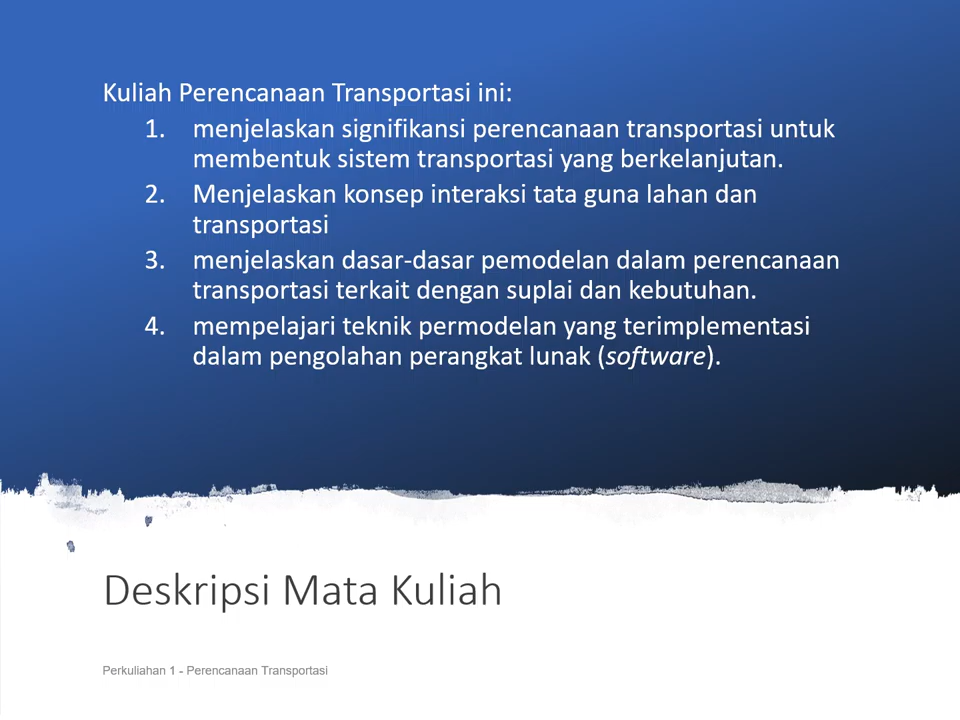 Kuliah Perencanaan Transportasi ini:
1. menjelaskan signifikansi perencanaan transportasi untuk
membentuk sistem transportasi yang berkelanjutan.
2. Menjelaskan konsep interaksi tata guna lahan dan
transportasi
3. menjelaskan dasar-dasar pemodelan dalam perencanaan
transportasi terkait dengan suplai dan kebutuhan.
4. mempelajari teknik permodelan yang terimplementasi
dalam pengolahan perangkat lunak (software).
Deskripsi Mata Kuliah
Perkuliahan 1 - Perencanaan Transportasi